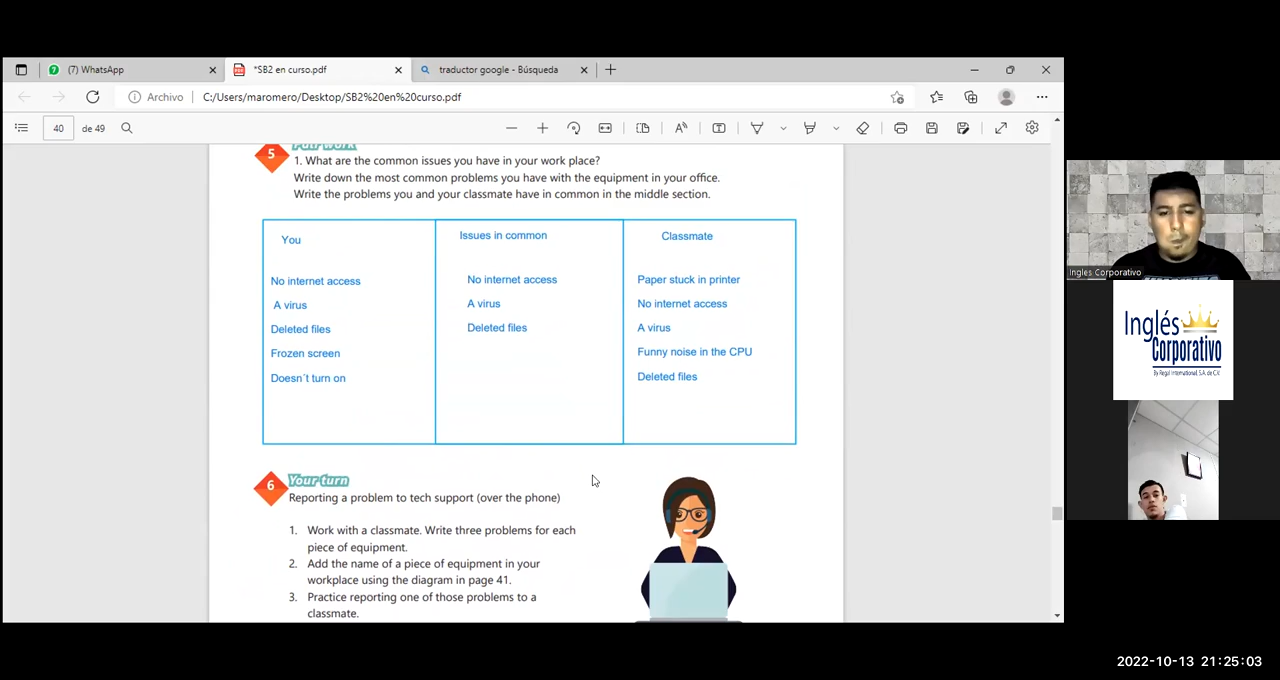 (7) WhatsApp
*SB2 en curso.pdf
traductor google - Búsqueda
Archivo
C:/Users/maromero/Desktop/SB2%20en%20curso.pdf
40
de 49
5
Pair work
1. What are the common issues you have in your work place?
Write down the most common problems you have with the equipment in your office.
Write the problems you and your classmate have in common in the middle section.
You
No internet access
A virus
Deleted files
Frozen screen
Doesn´t turn on
Issues in common
No internet access
A virus
Deleted files
Classmate
Paper stuck in printer
No internet access
A virus
Funny noise in the CPU
Deleted files
6
Your turn
Reporting a problem to tech support (over the phone)
1. Work with a classmate. Write three problems for each
piece of equipment.
2. Add the name of a piece of equipment in your
workplace using the diagram in page 41.
3. Practice reporting one of those problems to a
classmate.
Ingles Corporativo
Inglés
Corporativo
By Regal International, S.A. de C.V.
2022-10-13 21:25:03